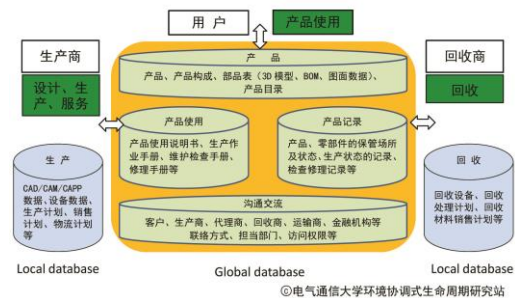 用 户
产品使用
生产商
设计、生
产、服务
回收商
回收
产 品
产品、产品构成、部品表（3D 模型、BOM、图面数据）、
产品目录
产品使用
产品使用说明书、生产作
业手册、维护检查手册、
修理手册等
产品记录
产品、零部件的保管场所
及状态、生产状态的记录、
检查修理记录等
沟通交流
客户、生产商、代理商、回收商、运输商、金融机构等
联络方式、担当部门、访问权限等
生 产
CAD/CAM/CAPP
数据、设备数据、
生产计划、销售
计划、物流计划
等
回 收
回收设备、回收
处理计划、回收
材料销售计划等
Local database
Global database
Local database
©电气通信大学环境协调式生命周期研究站